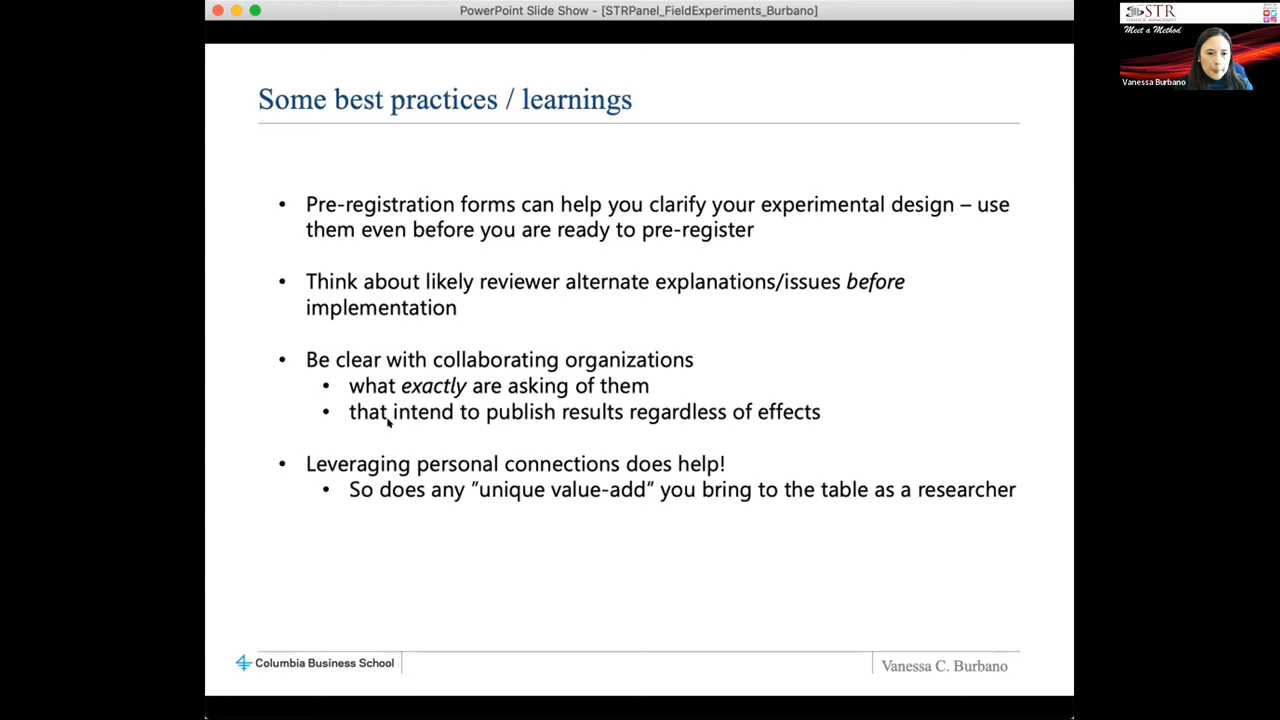 PowerPoint Slide Show - [STRPanel_FieldExperiments_Burbano]
STR
Meet a Method
Vanessa Burbano
Some best practices / learnings
• Pre-registration forms can help you clarify your experimental design – use
them even before you are ready to pre-register
• Think about likely reviewer alternate explanations/issues before
implementation
• Be clear with collaborating organizations
• what exactly are asking of them
• that intend to publish results regardless of effects
• Leveraging personal connections does help!
• So does any "unique value-add" you bring to the table as a researcher
Columbia Business School
Vanessa C. Burbano